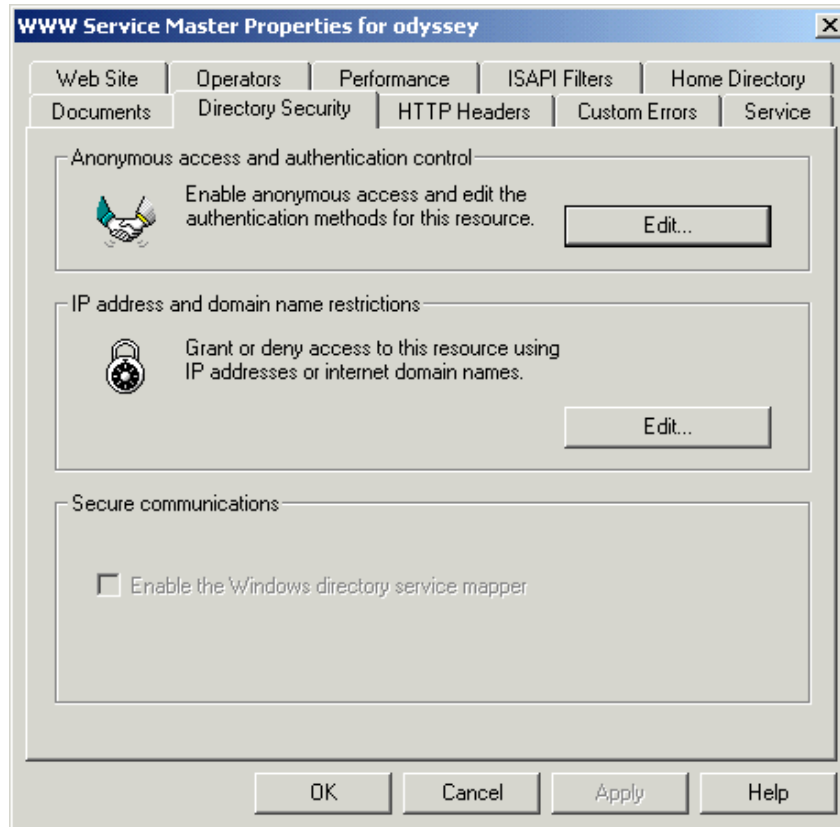 WWW Service Master Properties for odyssey
Web Site Operators Performance ISAPI Filters Home Directory
Documents Directory Security HTTP Headers Custom Errors Service
Anonymous access and authentication control
Enable anonymous access and edit the
authentication methods for this resource.
Edit...
IP address and domain name restrictions
Grant or deny access to this resource using
IP addresses or internet domain names.
Edit...
Secure communications
Enable the Windows directory service mapper
OK Cancel Apply Help